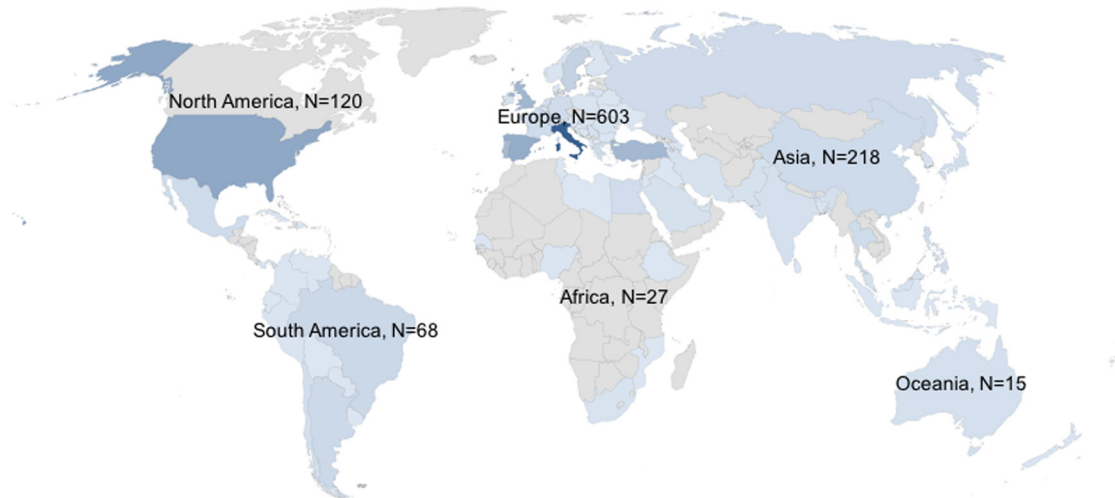 North America, N=120
Europe, N=603
Asia, N=218
Africa, N=27
South America, N=68
Oceania, N=15